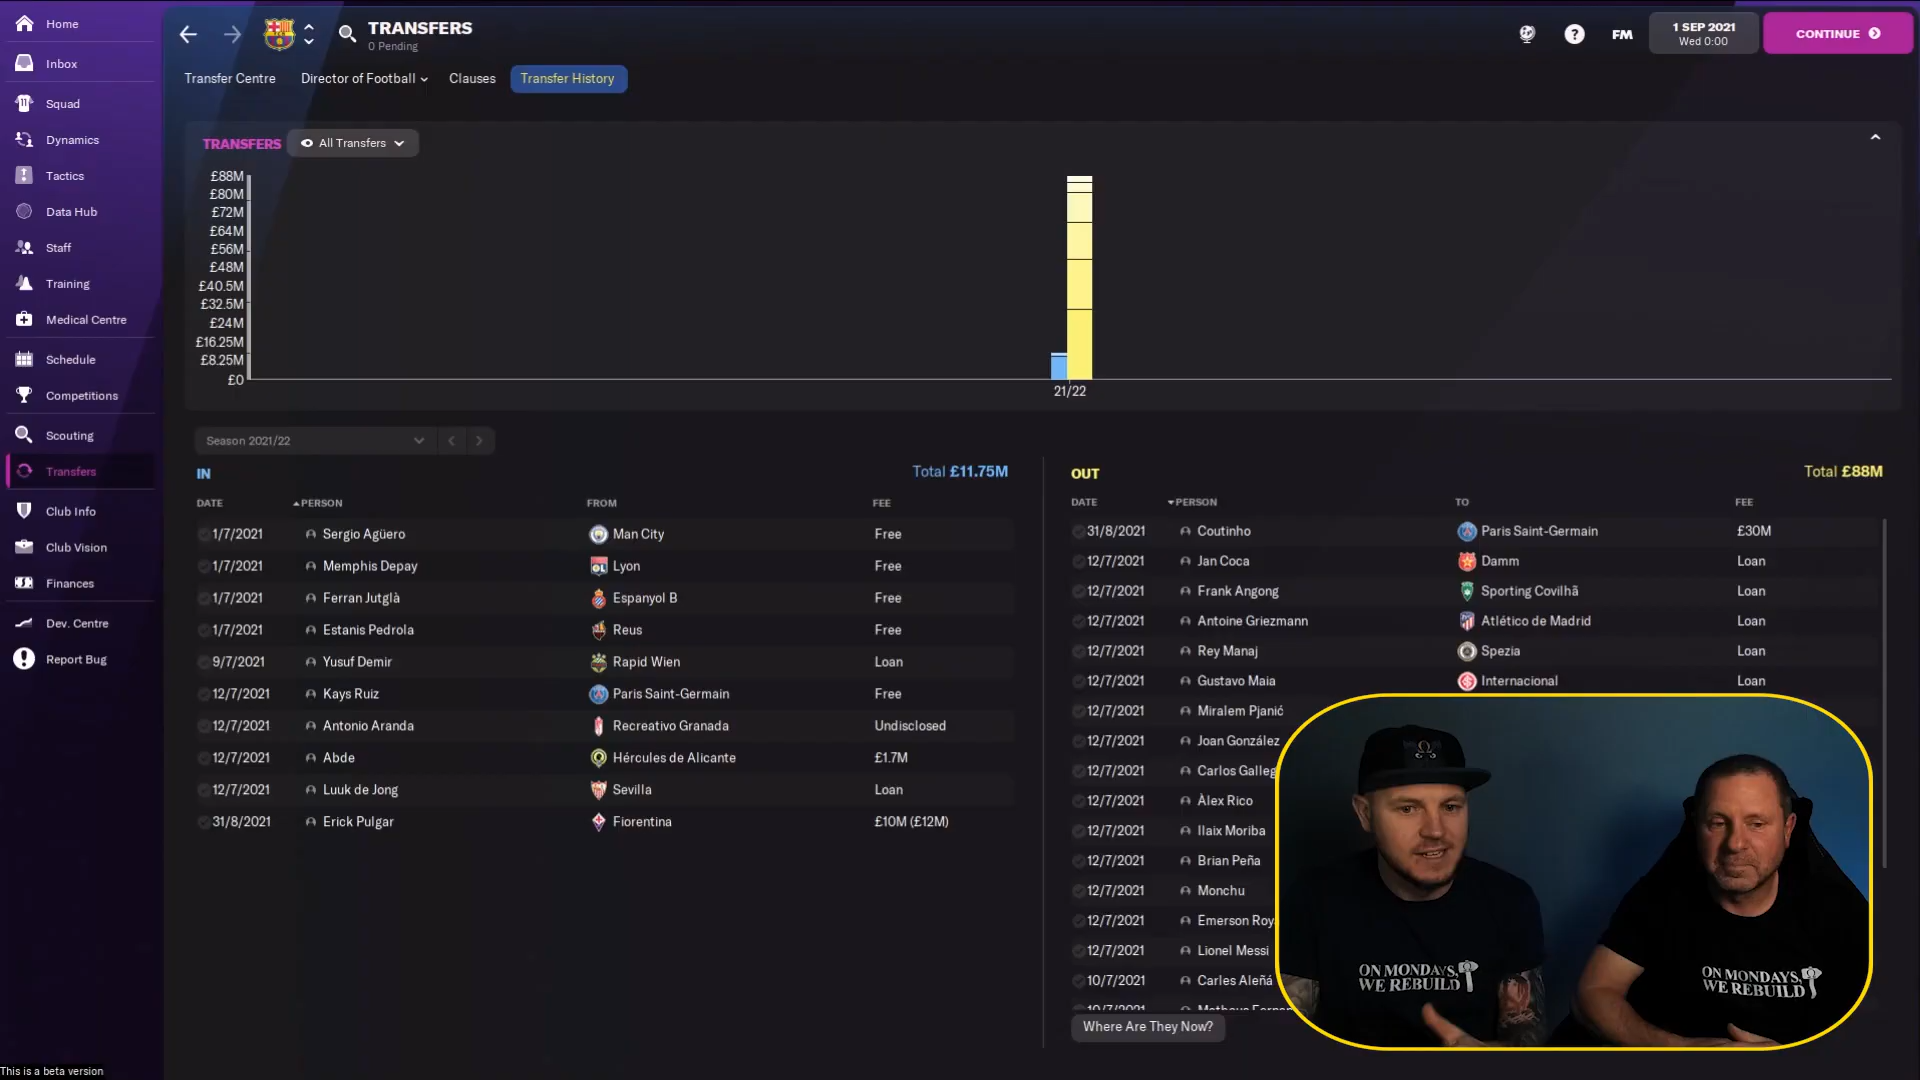 Home
Inbox
Squad
Dynamics
Tactics
Data Hub
Staff
Training
Medical Centre
Schedule
Competitions
Scouting
Transfers
Club Info
Club Vision
Finances
Dev. Centre
Report Bug
This is a beta version
TRANSFERS
0 Pending
FM
1 SEP 2021
Wed 0:00
CONTINUE
Transfer Centre Director of Football Clauses Transfer History
TRANSFERS All Transfers
£88M
£80M
£72M
£64M
£56M
£48M
£40.5M
£32.5M
£24M
£16.25M
£8.25M
£0
21/22
Season 2021/22
IN Total £11.75M
DATE PERSON FROM FEE
1/7/2021 Sergio Agüero Man City Free
1/7/2021 Memphis Depay Lyon Free
1/7/2021 Ferran Jutglà Espanyol B Free
1/7/2021 Estanis Pedrola Reus Free
9/7/2021 Yusuf Demir Rapid Wien Loan
12/7/2021 Kays Ruiz Paris Saint-Germain Free
12/7/2021 Antonio Aranda Recreativo Granada Undisclosed
12/7/2021 Abde Hércules de Alicante £1.7M
12/7/2021 Luuk de Jong Sevilla Loan
31/8/2021 Erick Pulgar Fiorentina £10M (£12M)
OUT Total £88M
DATE PERSON TO FEE
31/8/2021 Coutinho Paris Saint-Germain £30M
12/7/2021 Jan Coca Damm Loan
12/7/2021 Frank Angong Sporting Covilhã Loan
12/7/2021 Antoine Griezmann Atlético de Madrid Loan
12/7/2021 Rey Manaj Spezia Loan
12/7/2021 Gustavo Maia Internacional Loan
12/7/2021 Miralem Pjanić
12/7/2021 Joan González
12/7/2021 Carlos Galleg
12/7/2021 Àlex Rico
12/7/2021 Ilaix Moriba
12/7/2021 Brian Peña
12/7/2021 Monchu
12/7/2021 Emerson Roy
12/7/2021 Lionel Messi
10/7/2021 Carles Aleñá
Where Are They Now?
ON MONDAYS,
WE REBUILD
ON MONDAYS,
WE REBUILD